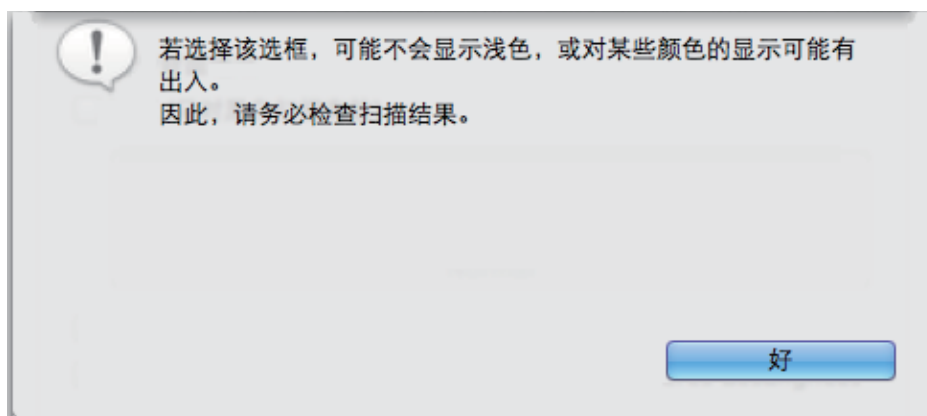 若选择该选框，可能不会显示浅色，或对某些颜色的显示可能有
出入。
因此，请务必检查扫描结果。
好